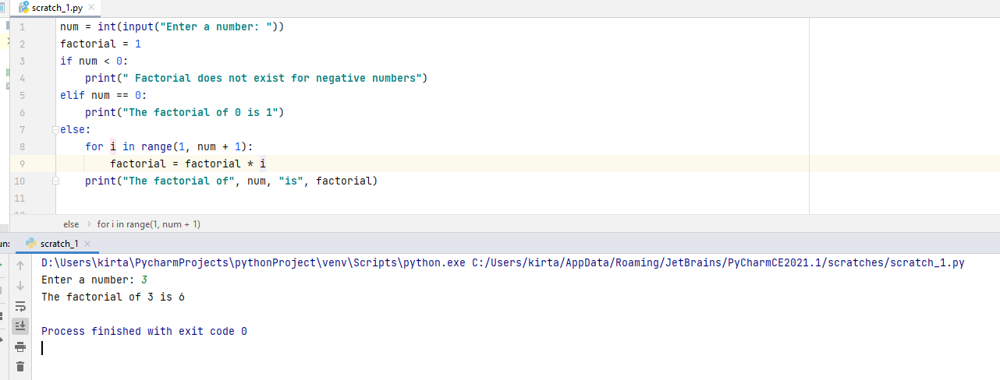 scratch_1.py
1 num = int(input("Enter a number: "))
2 factorial = 1
3 if num < 0:
4 print(" Factorial does not exist for negative numbers")
5 elif num == 0:
6 print("The factorial of 0 is 1")
7 else:
8 for i in range(1, num + 1):
9 factorial = factorial * i
10 print("The factorial of", num, "is", factorial)
11
else › for i in range(1, num + 1)
un: scratch_1
D:\Users\kirta\PycharmProjects\pythonProject\venv\Scripts\python.exe C:/Users/kirta/AppData/Roaming/JetBrains/PyCharmCE2021.1/scratches/scratch_1.py
Enter a number: 3
The factorial of 3 is 6
Process finished with exit code 0